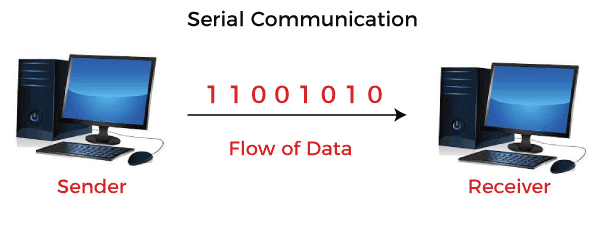 Serial Communication
1 1 0 0 1 0 1 0
Flow of Data
Sender
Receiver